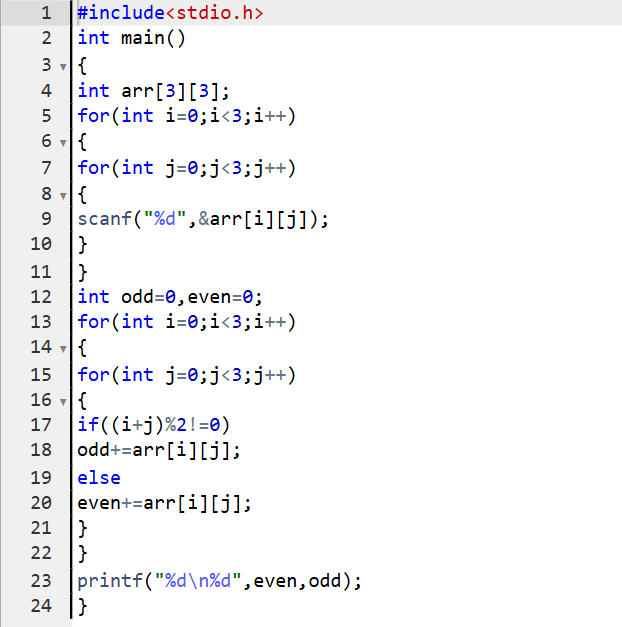 1 #include<stdio.h>
2 int main()
3 {
4 int arr[3][3];
5 for(int i=0;i<3;i++)
6 {
7 for(int j=0;j<3;j++)
8 {
9 scanf("%d",&arr[i][j]);
10 }
11 }
12 int odd=0,even=0;
13 for(int i=0;i<3;i++)
14 {
15 for(int j=0;j<3;j++)
16 {
17 if((i+j)%2!=0)
18 odd+=arr[i][j];
19 else
20 even+=arr[i][j];
21 }
22 }
23 printf("%d\n%d",even,odd);
24 }